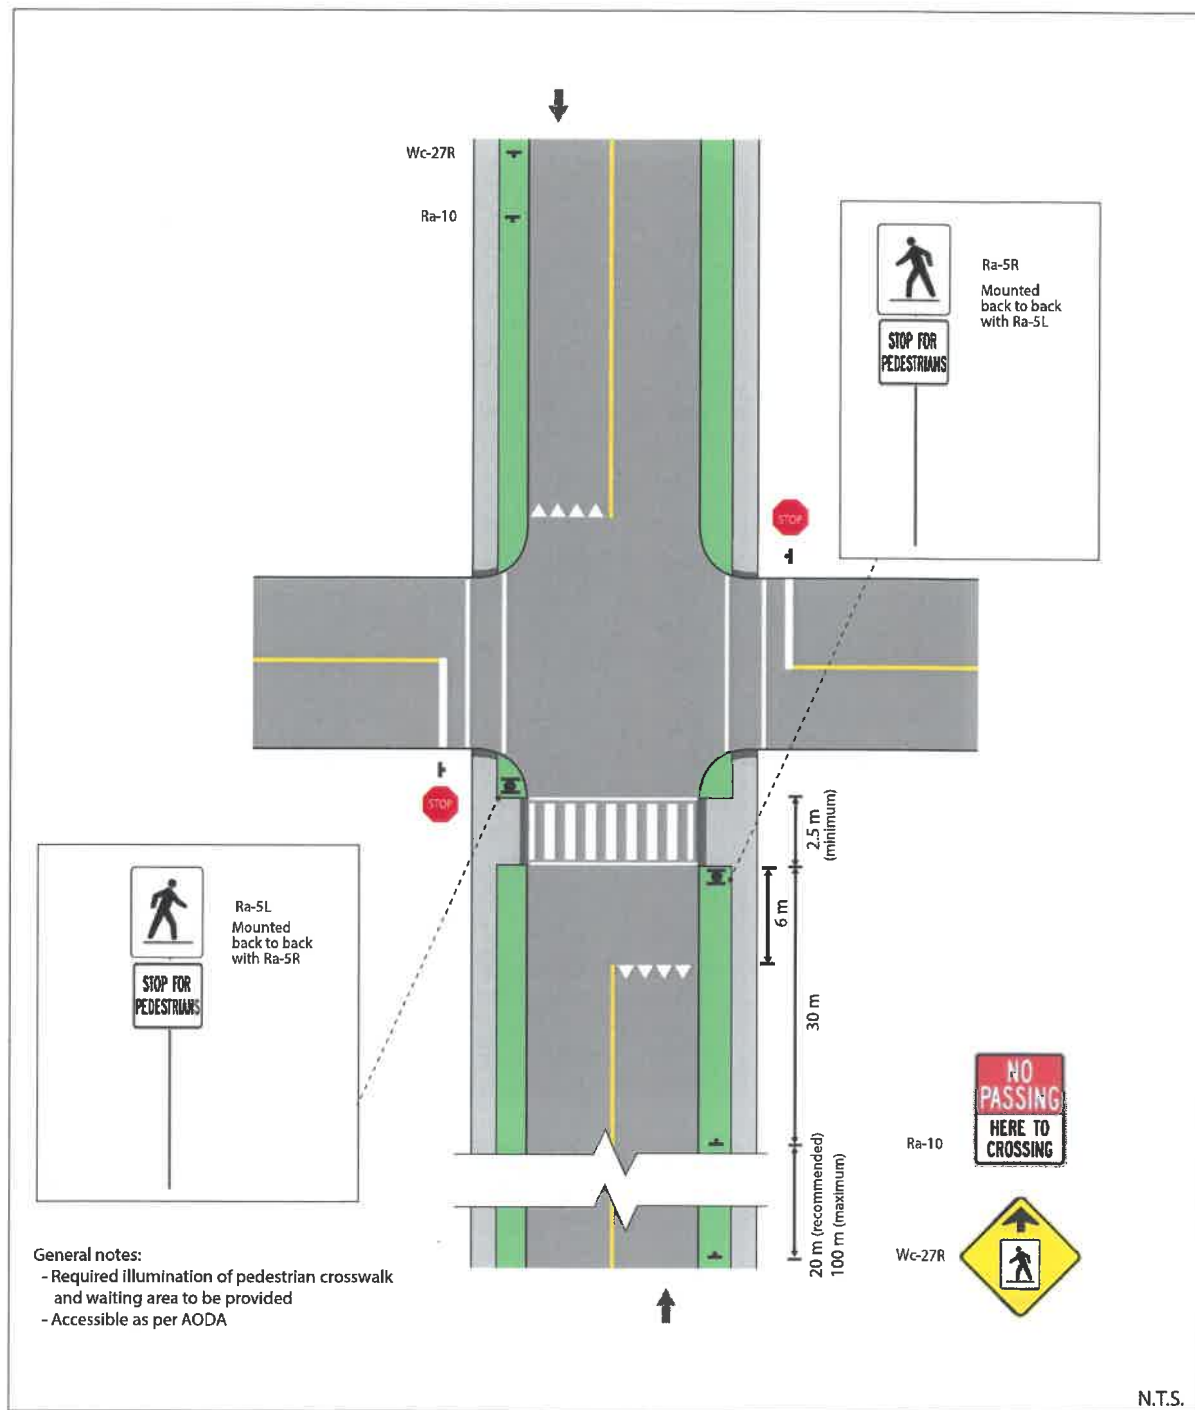 Wc-27R
Ra-10
Ra-5R
Mounted
back to back
with Ra-5L
STOP FOR
PEDESTRIANS
STOP
STOP
2.5 m
(minimum)
6 m
30 m
20 m (recommended)
100 m (maximum)
Ra-5L
Mounted
back to back
with Ra-5R
STOP FOR
PEDESTRIANS
NO
PASSING
HERE TO
CROSSING
Ra-10
Wc-27R
General notes:
- Required illumination of pedestrian crosswalk
and waiting area to be provided
- Accessible as per AODA
N.T.S.